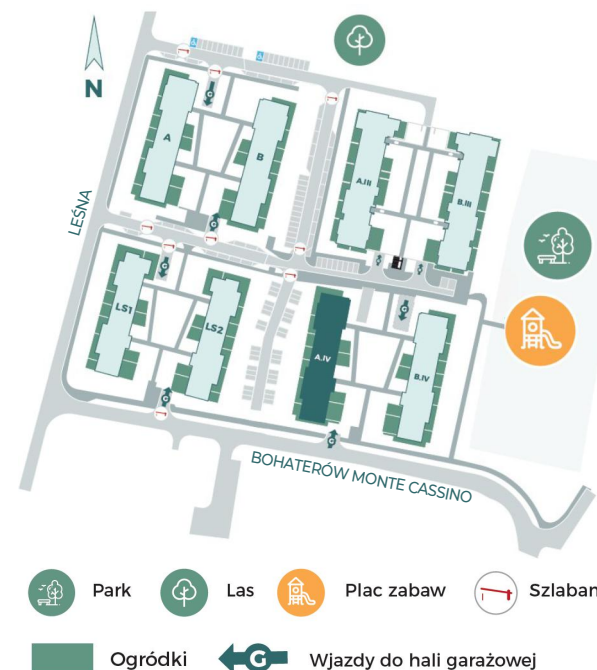 N
LEŚNA
A
B
A.III
B.III
G
G
LS1
LS2
G
A.IV
G
B.IV
G
G
BOHATERÓW MONTE CASSINO
Park
Las
Plac zabaw
Szlaban
Ogródki
G
Wjazdy do hali garażowej